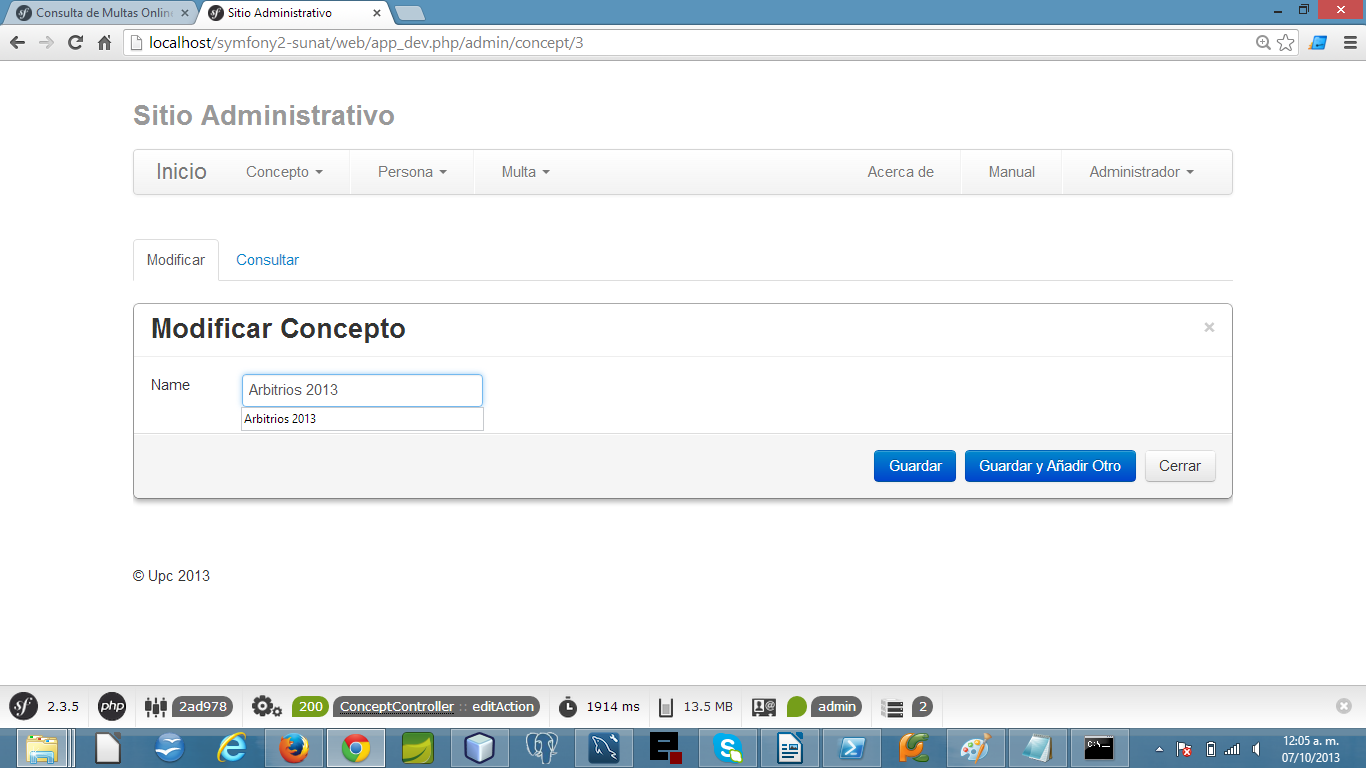 Consulta de Multas Online
Sitio Administrativo
localhost/symfony2-sunat/web/app_dev.php/admin/concept/3
Sitio Administrativo
Inicio Concepto Persona Multa Acerca de Manual Administrador
Modificar Consultar
Modificar Concepto ×
Name Arbitrios 2013
Arbitrios 2013
Guardar Guardar y Añadir Otro Cerrar
© Upc 2013
sf 2.3.5 php 2ad978 200 ConceptController :: editAction 1914 ms 13.5 MB admin 2
C:\_
12:05 a. m.
07/10/2013